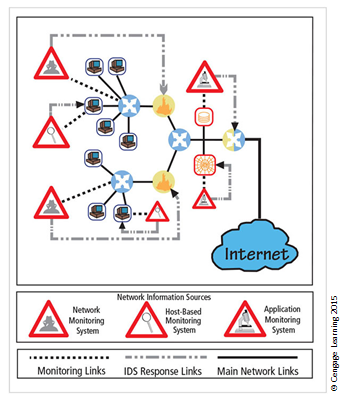 Internet
Network Information Sources
Network
Monitoring
System
Host-Based
Monitoring
System
Application
Monitoring
System
Monitoring Links
IDS Response Links
Main Network Links
© Cengage Learning 2015